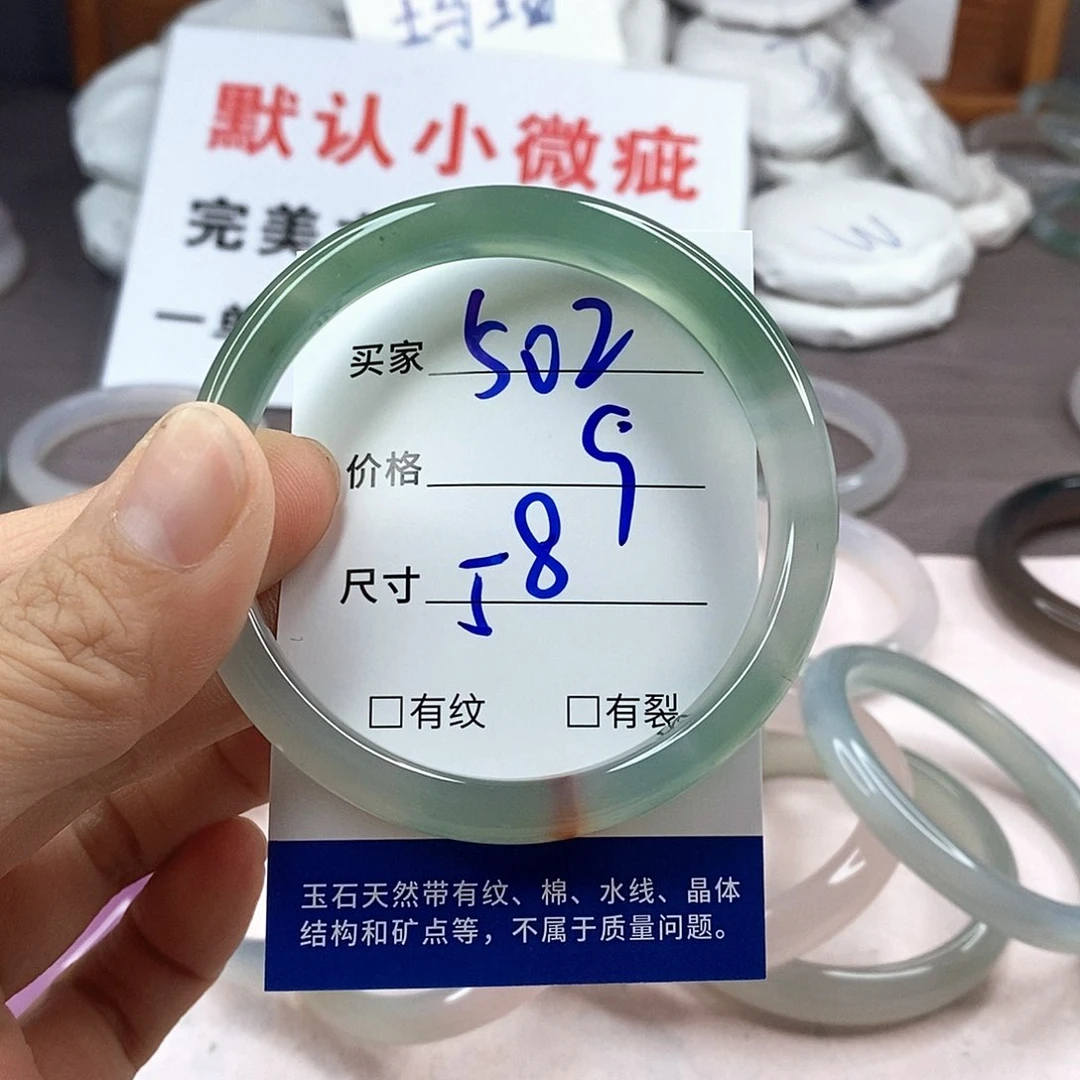 默认小微疵
完美
一单
买家 502
价格 9
尺寸 58
□有纹 □有裂
玉石天然带有纹、棉、水线、晶体
结构和矿点等，不属于质量问题。
W